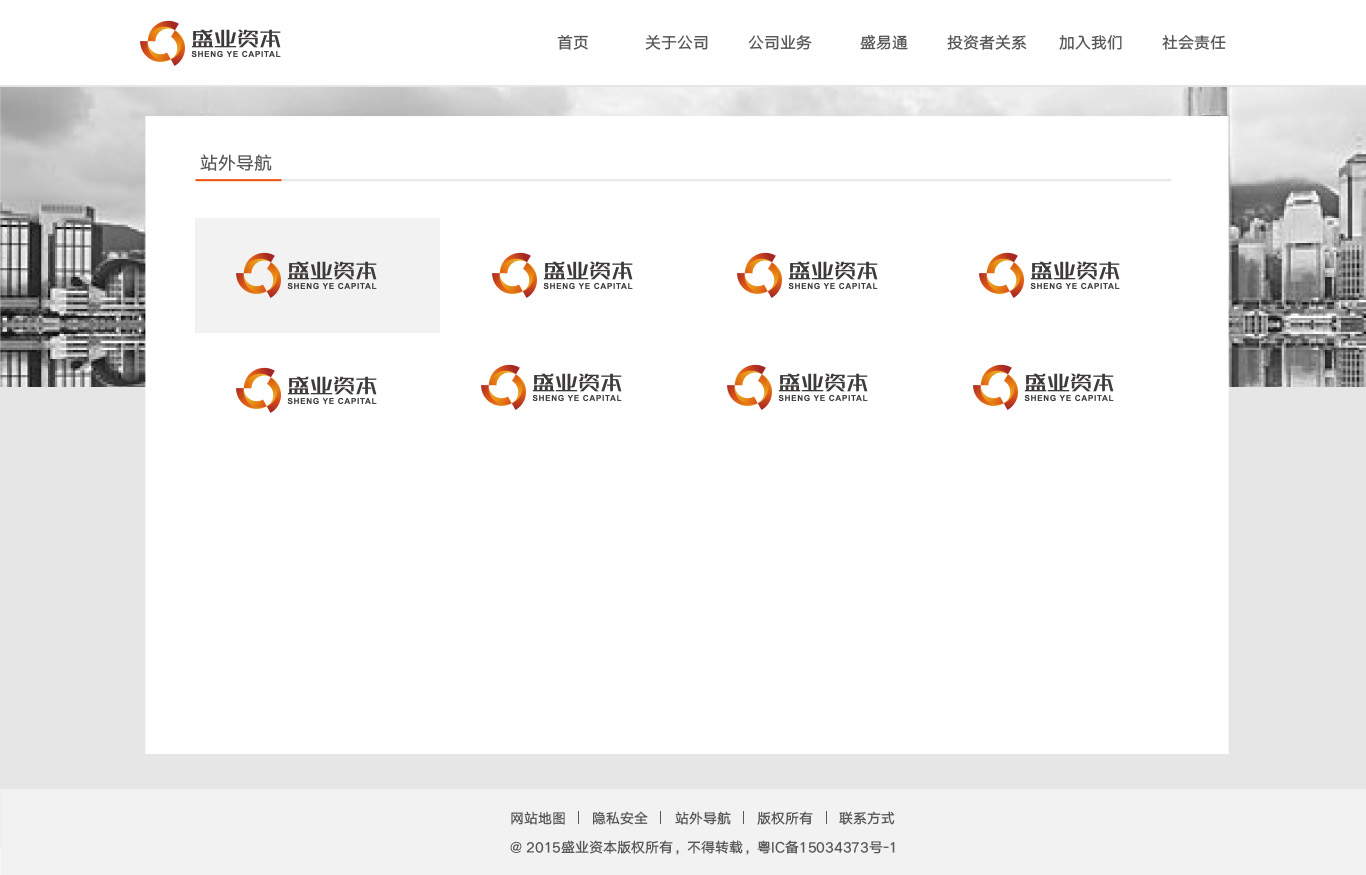 盛业资本
SHENG YE CAPITAL
首页 关于公司 公司业务 盛易通 投资者关系 加入我们 社会责任
站外导航
盛业资本 盛业资本 盛业资本 盛业资本
SHENG YE CAPITAL SHENG YE CAPITAL SHENG YE CAPITAL SHENG YE CAPITAL
盛业资本 盛业资本 盛业资本 盛业资本
SHENG YE CAPITAL SHENG YE CAPITAL SHENG YE CAPITAL SHENG YE CAPITAL
网站地图 | 隐私安全 | 站外导航 | 版权所有 | 联系方式
@ 2015盛业资本版权所有，不得转载，粤IC备15034373号-1